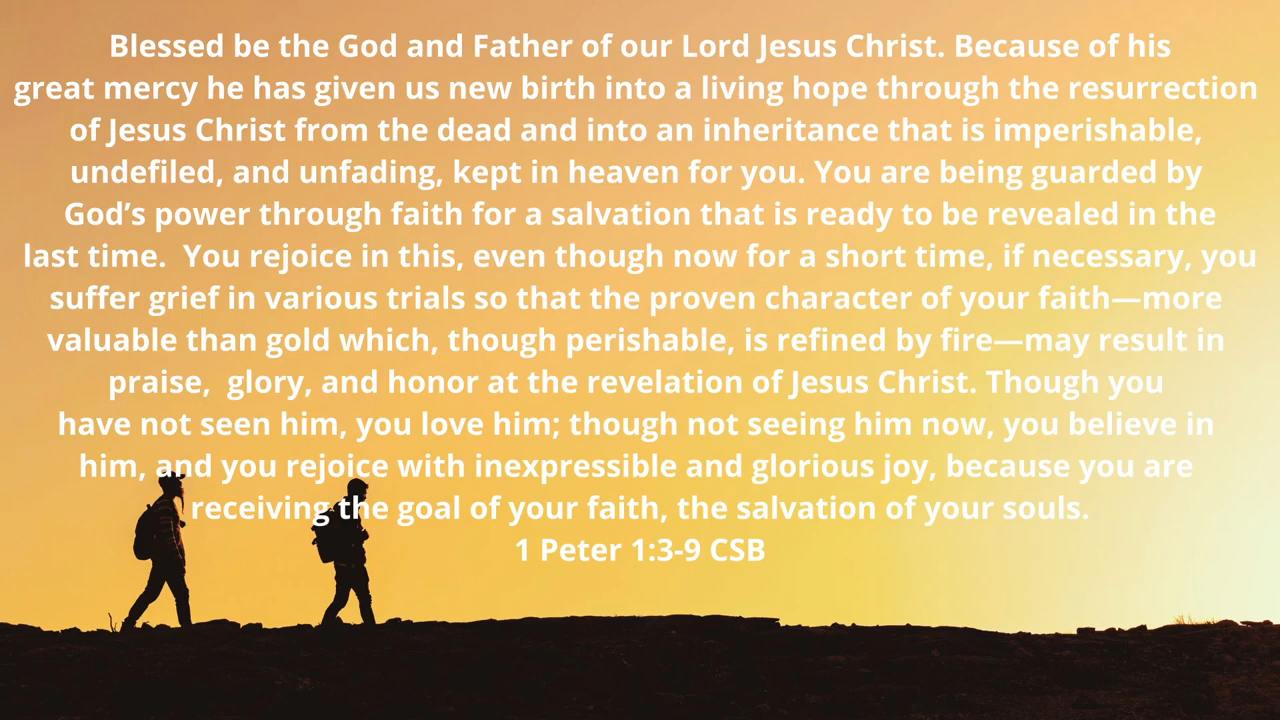 Blessed be the God and Father of our Lord Jesus Christ. Because of his
great mercy he has given us new birth into a living hope through the resurrection
of Jesus Christ from the dead and into an inheritance that is imperishable,
undefiled, and unfading, kept in heaven for you. You are being guarded by
God’s power through faith for a salvation that is ready to be revealed in the
last time.  You rejoice in this, even though now for a short time, if necessary, you
suffer grief in various trials so that the proven character of your faith—more
valuable than gold which, though perishable, is refined by fire—may result in
praise,  glory, and honor at the revelation of Jesus Christ. Though you
have not seen him, you love him; though not seeing him now, you believe in
him, and you rejoice with inexpressible and glorious joy, because you are
receiving the goal of your faith, the salvation of your souls.
1 Peter 1:3-9 CSB